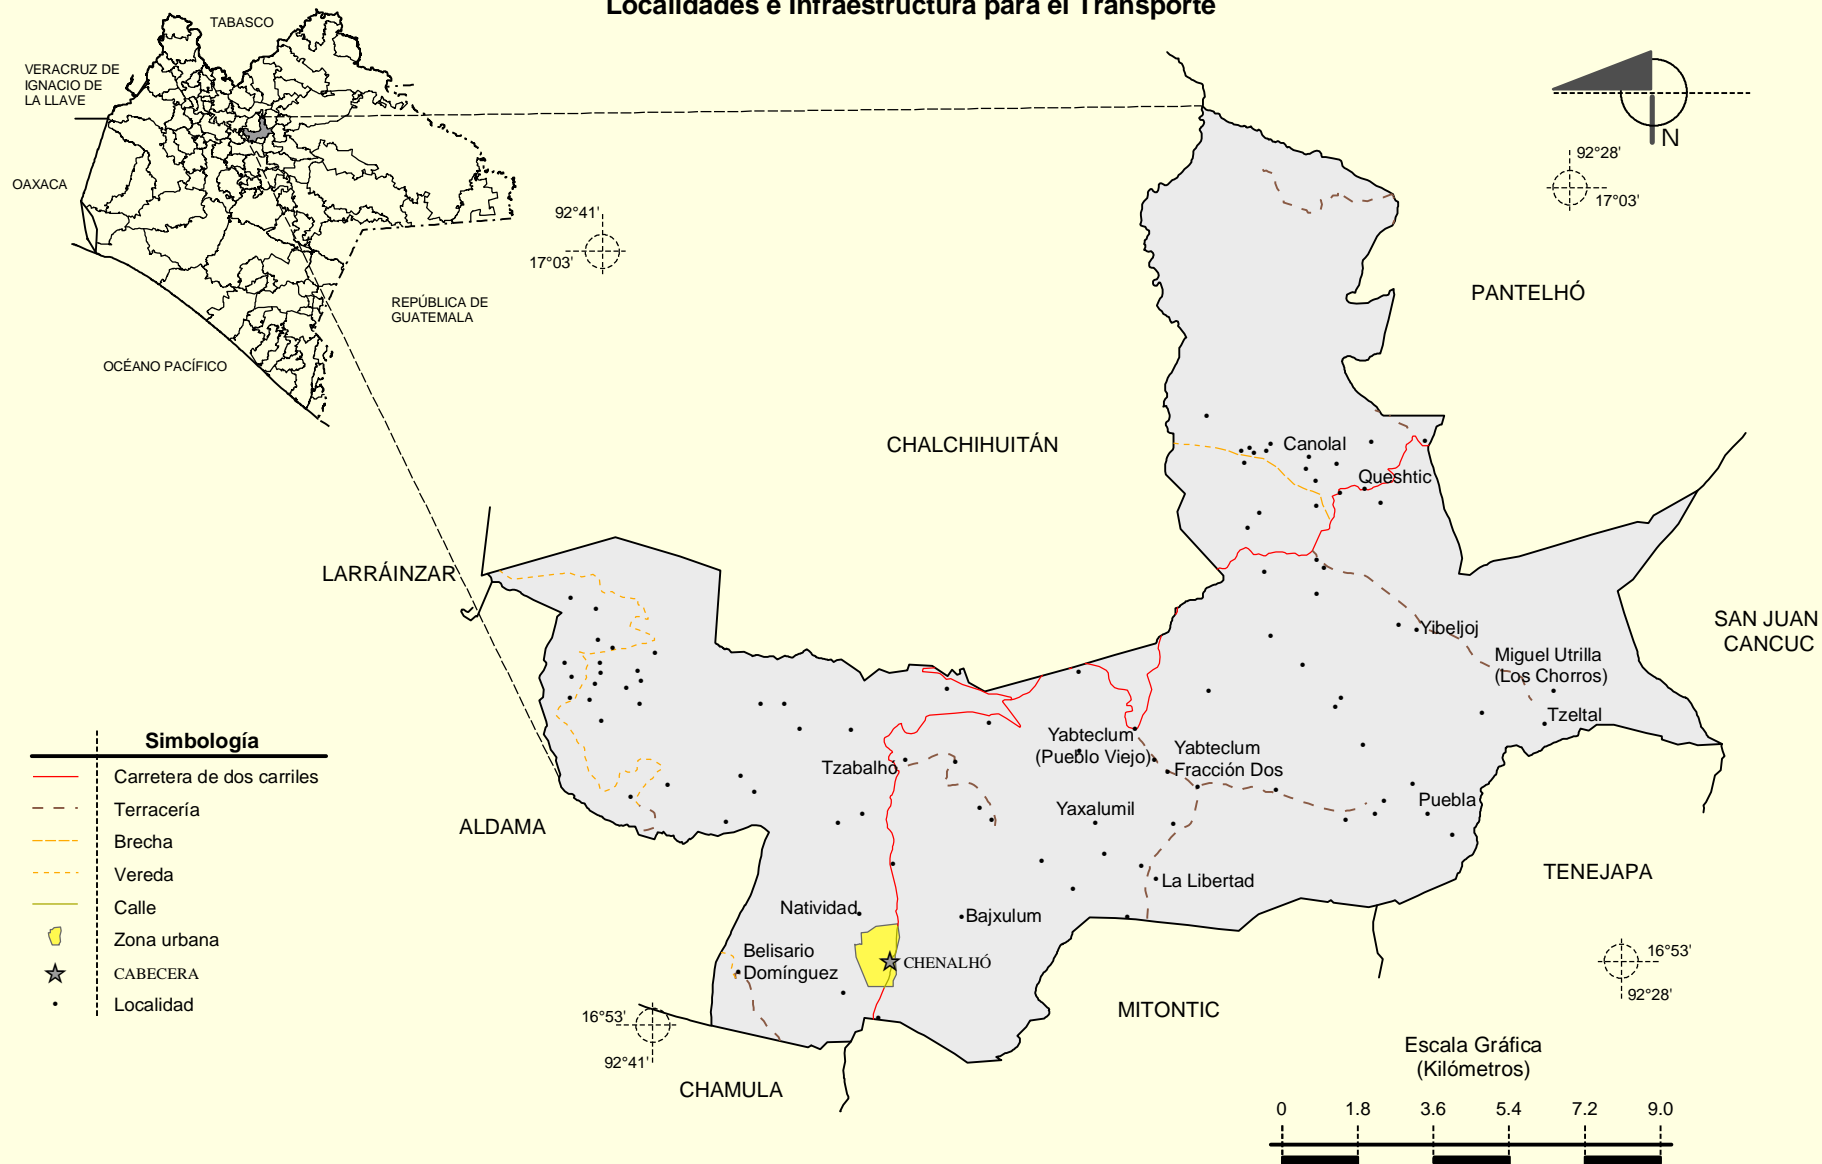 Localidades e Infraestructura para el Transporte
TABASCO
VERACRUZ DE
IGNACIO DE
LA LLAVE
OAXACA
REPÚBLICA DE
GUATEMALA
OCÉANO PACÍFICO
92°41'
17°03'
N
92°28'
17°03'
PANTELHÓ
CHALCHIHUITÁN
Canolal
Queshtic
LARRÁINZAR
SAN JUAN
CANCUC
Yibeljoj
Miguel Utrilla
(Los Chorros)
Tzeltal
Yabteclum
(Pueblo Viejo)
Yabteclum
Fracción Dos
Tzabalhó
Yaxalumil
Puebla
ALDAMA
TENEJAPA
La Libertad
Natividad
Bajxulum
Belisario
Domínguez
CHENALHÓ
MITONTIC
CHAMULA
16°53'
92°41'
16°53'
92°28'
Simbología
Carretera de dos carriles
Terracería
Brecha
Vereda
Calle
Zona urbana
CABECERA
Localidad
Escala Gráfica
(Kilómetros)
0 1.8 3.6 5.4 7.2 9.0